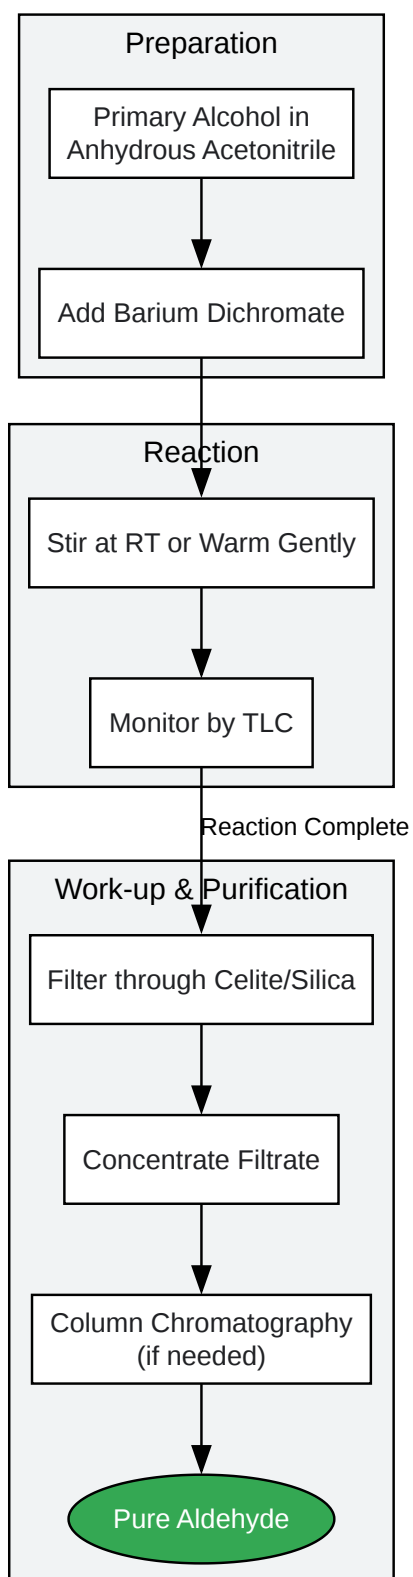 Preparation
Primary Alcohol in
Anhydrous Acetonitrile
Add Barium Dichromate
Reaction
Stir at RT or Warm Gently
Monitor by TLC
Reaction Complete
Work-up & Purification
Filter through Celite/Silica
Concentrate Filtrate
Column Chromatography
(if needed)
Pure Aldehyde